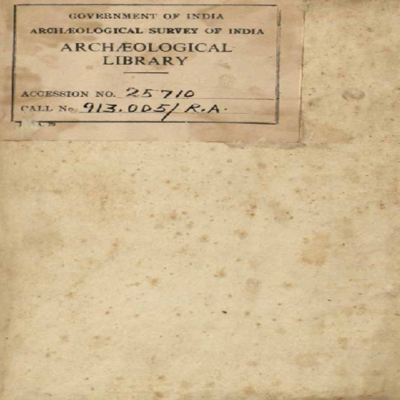 GOVERNMENT OF INDIA
ARCHÆOLOGICAL SURVEY OF INDIA
ARCHÆOLOGICAL
LIBRARY
ACCESSION NO. 25710
CALL No. 913.005/R.A.